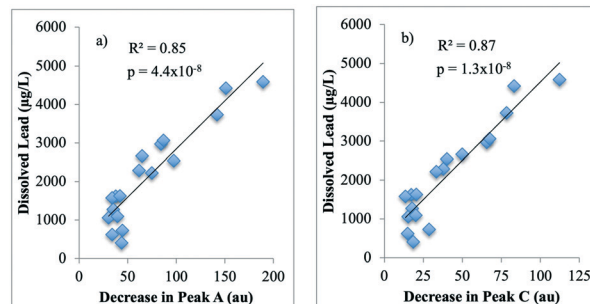 a)
R² = 0.85
p = 4.4x10⁻⁸
Dissolved Lead (µg/L)
6000
5000
4000
3000
2000
1000
0
0 50 100 150 200
Decrease in Peak A (au)
b)
R² = 0.87
p = 1.3x10⁻⁸
Dissolved Lead (µg/L)
6000
5000
4000
3000
2000
1000
0
0 25 50 75 100 125
Decrease in Peak C (au)